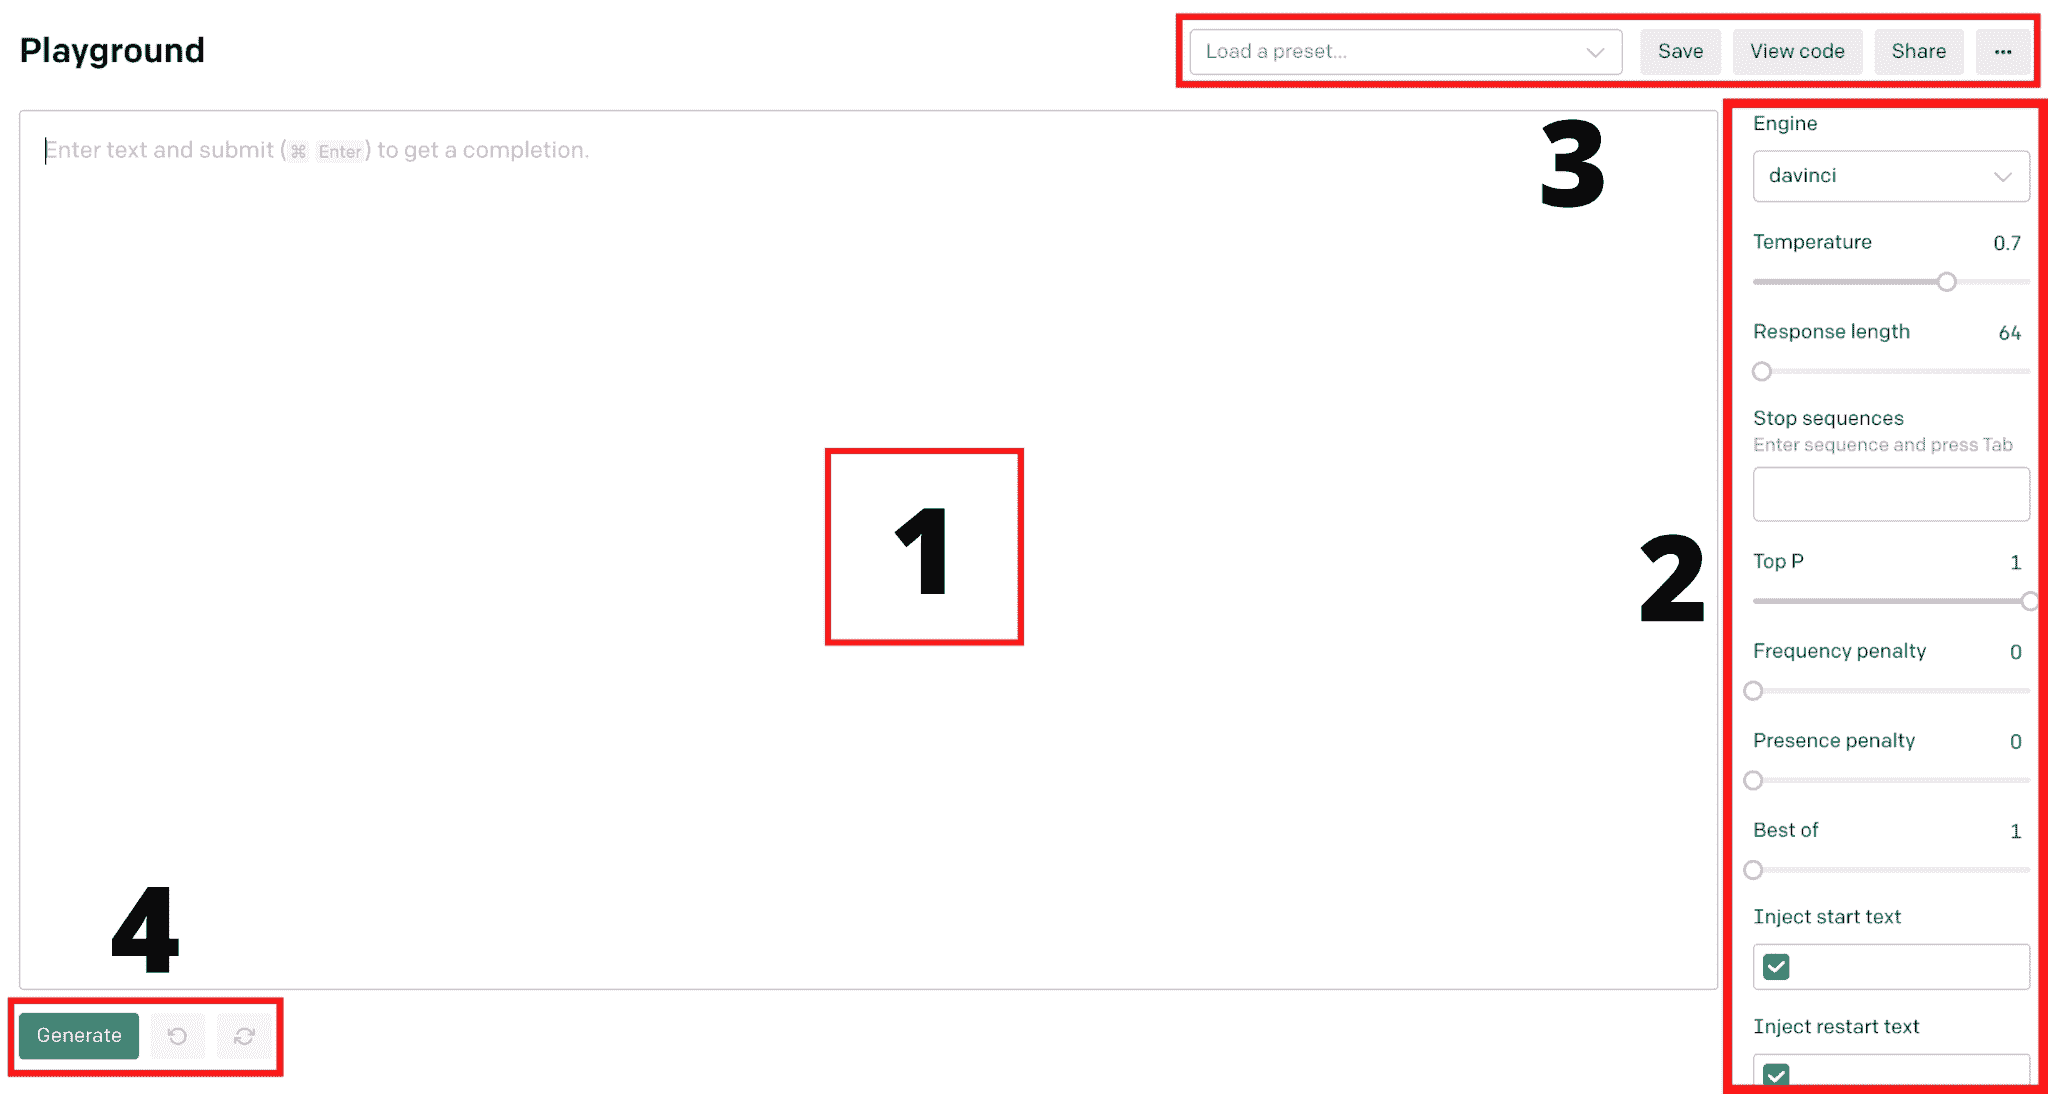 Playground
Load a preset...
Save
View code
Share
...
Enter text and submit (⌘ Enter) to get a completion.
3
Engine
davinci
Temperature 0.7
Response length 64
Stop sequences
Enter sequence and press Tab
1
2
Top P 1
Frequency penalty 0
Presence penalty 0
Best of 1
4
Inject start text
Inject restart text
Generate